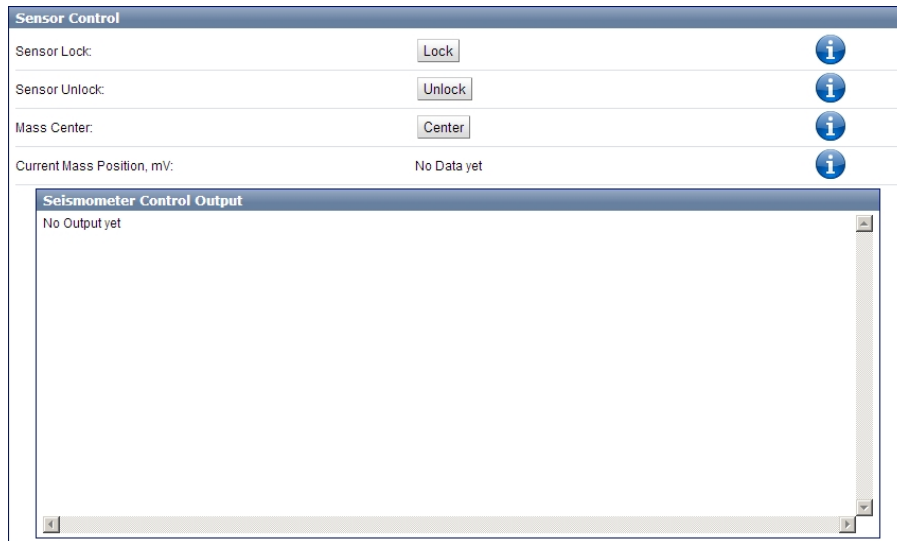 Sensor Control
Sensor Lock: Lock
Sensor Unlock: Unlock
Mass Center: Center
Current Mass Position, mV: No Data yet
Seismometer Control Output
No Output yet